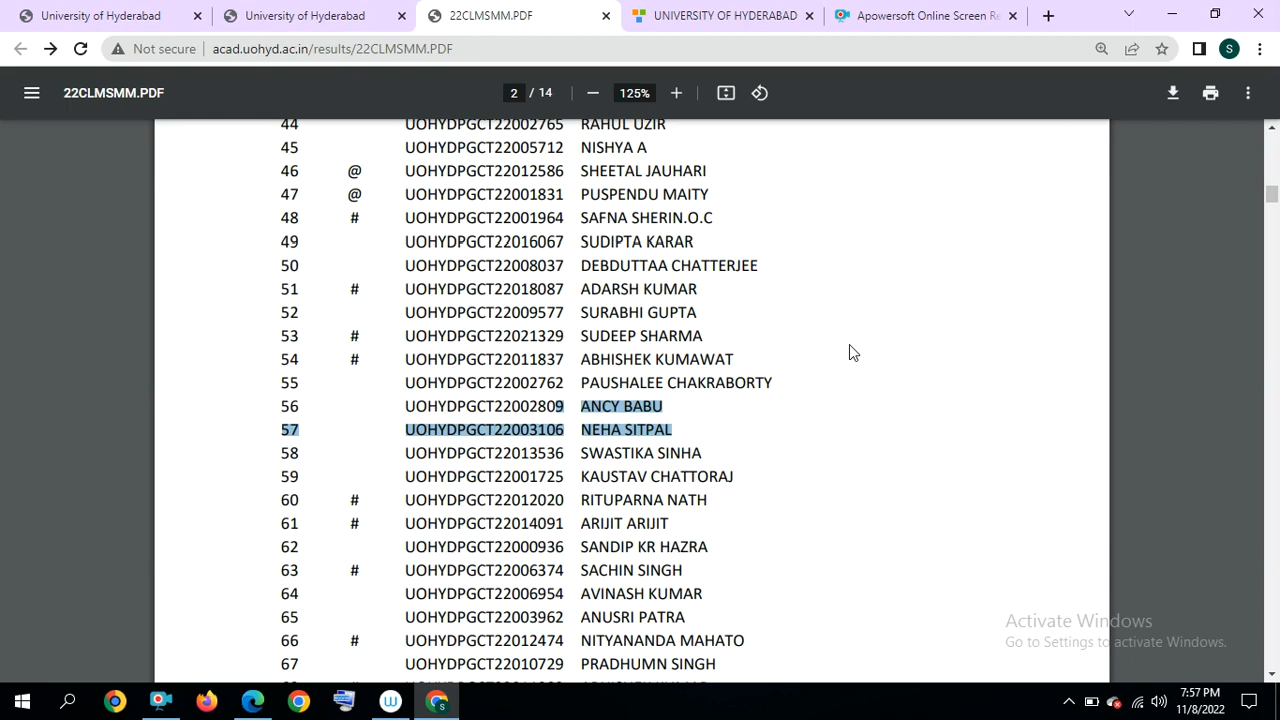 University of Hyderabad
University of Hyderabad
22CLMSMM.PDF
UNIVERSITY OF HYDERABAD
Apowersoft Online Screen Re
Not secure
acad.uohyd.ac.in/results/22CLMSMM.PDF
S
22CLMSMM.PDF
2 / 14
125%
44 UOHYDPGCT22002765 RAHUL UZIR
45 UOHYDPGCT22005712 NISHYA A
46 @ UOHYDPGCT22012586 SHEETAL JAUHARI
47 @ UOHYDPGCT22001831 PUSPENDU MAITY
48 # UOHYDPGCT22001964 SAFNA SHERIN.O.C
49 UOHYDPGCT22016067 SUDIPTA KARAR
50 UOHYDPGCT22008037 DEBDUTTAA CHATTERJEE
51 # UOHYDPGCT22018087 ADARSH KUMAR
52 UOHYDPGCT22009577 SURABHI GUPTA
53 # UOHYDPGCT22021329 SUDEEP SHARMA
54 # UOHYDPGCT22011837 ABHISHEK KUMAWAT
55 UOHYDPGCT22002762 PAUSHALEE CHAKRABORTY
56 UOHYDPGCT22002809 ANCY BABU
57 UOHYDPGCT22003106 NEHA SITPAL
58 UOHYDPGCT22013536 SWASTIKA SINHA
59 UOHYDPGCT22001725 KAUSTAV CHATTORAJ
60 # UOHYDPGCT22012020 RITUPARNA NATH
61 # UOHYDPGCT22014091 ARIJIT ARIJIT
62 UOHYDPGCT22000936 SANDIP KR HAZRA
63 # UOHYDPGCT22006374 SACHIN SINGH
64 UOHYDPGCT22006954 AVINASH KUMAR
65 UOHYDPGCT22003962 ANUSRI PATRA
66 # UOHYDPGCT22012474 NITYANANDA MAHATO
67 UOHYDPGCT22010729 PRADHUMN SINGH
Activate Windows
Go to Settings to activate Windows.
7:57 PM
11/8/2022